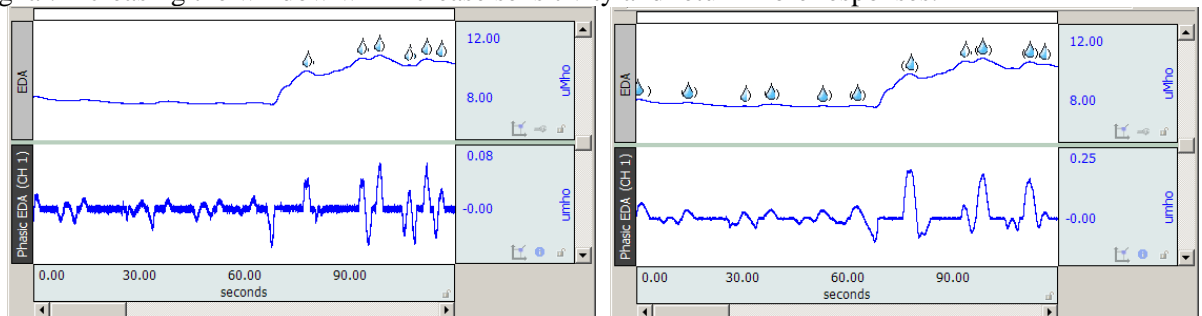 EDA
12.00
8.00
uMho
Phasic EDA (CH 1)
0.08
-0.00
umho
0.00 30.00 60.00 90.00
seconds
EDA
12.00
8.00
uMho
Phasic EDA (CH 1)
0.25
-0.00
umho
0.00 30.00 60.00 90.00
seconds